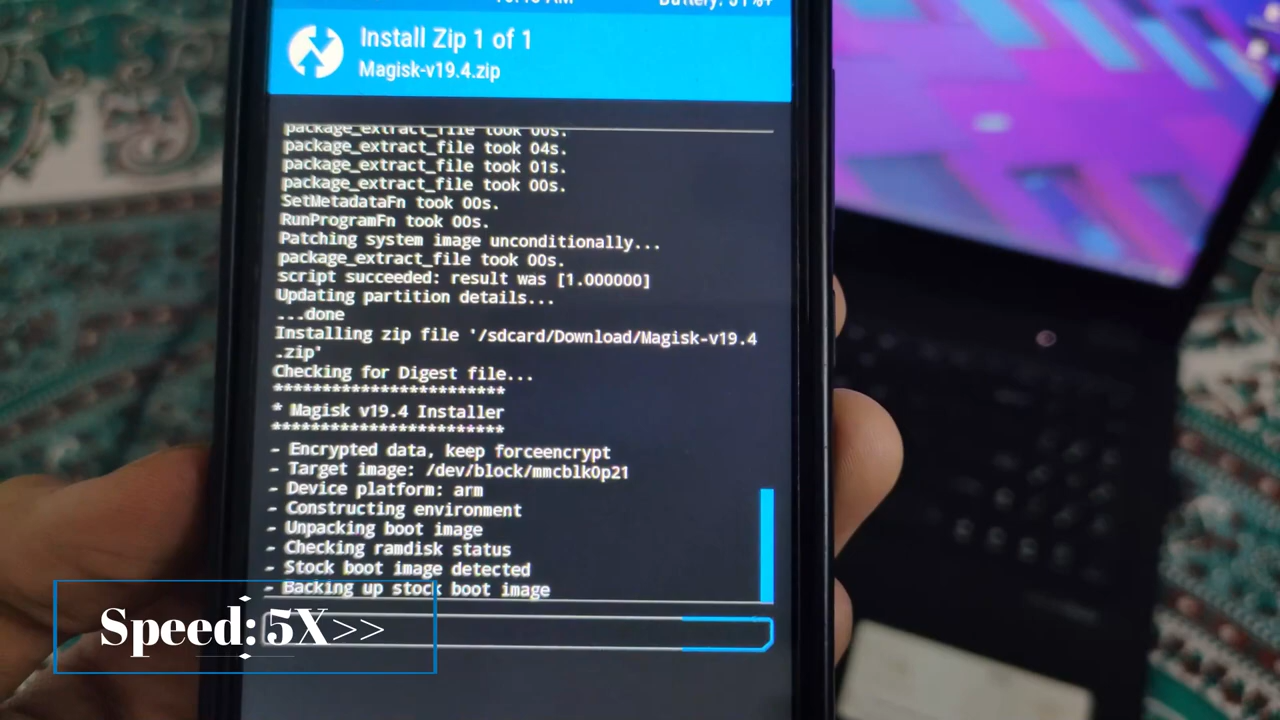 Install Zip 1 of 1
Magisk-v19.4.zip
package_extract_file took 00s.
package_extract_file took 04s.
package_extract_file took 01s.
package_extract_file took 00s.
SetMetadataFn took 00s.
RunProgramFn took 00s.
Patching system image unconditionally...
package_extract_file took 00s.
script succeeded: result was [1.000000]
Updating partition details...
...done
Installing zip file '/sdcard/Download/Magisk-v19.4
.zip'
Checking for Digest file...
************************
* Magisk v19.4 Installer
************************
- Encrypted data, keep forceencrypt
- Target image: /dev/block/mmcblk0p21
- Device platform: arm
- Constructing environment
- Unpacking boot image
- Checking ramdisk status
- Stock boot image detected
- Backing up stock boot image
Speed: 5X>>